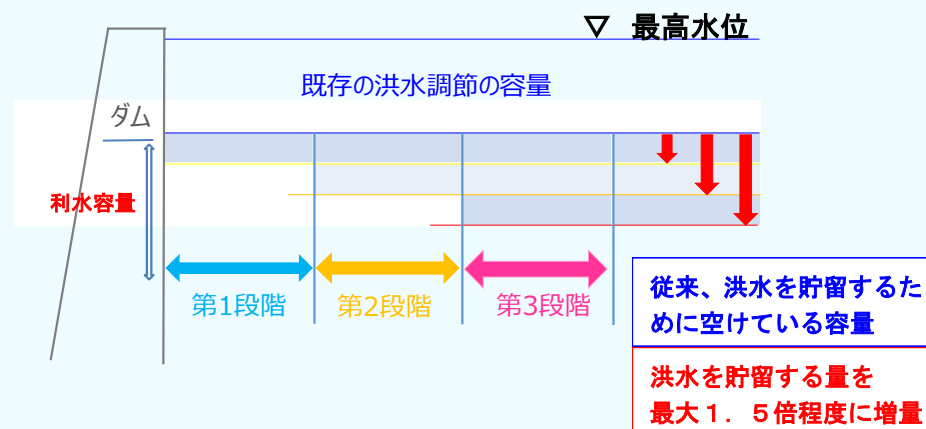 ▽ 最高水位
既存の洪水調節の容量
ダム
利水容量
第1段階
第2段階
第3段階
従来、洪水を貯留するた
めに空けている容量
洪水を貯留する量を
最大１．５倍程度に増量